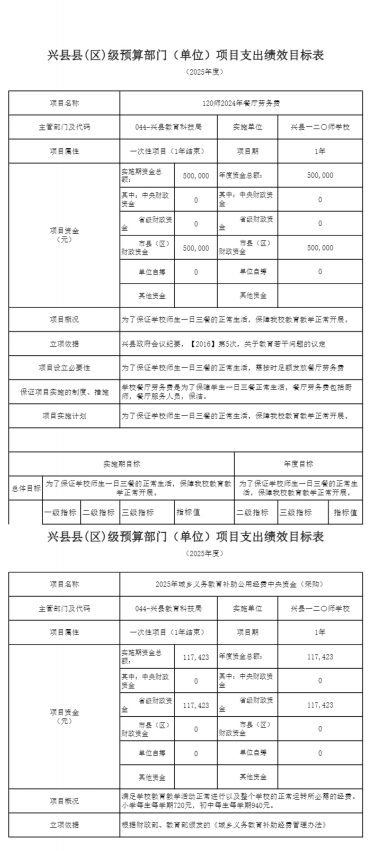 兴县县(区)级预算部门（单位）项目支出绩效目标表
（2025年度）
项目名称 120师2024年餐厅劳务费
主管部门及代码 044-兴县教育科技局 实施单位 兴县一二〇师学校
项目属性 一次性项目（1年结束） 项目期 1年
项目资金
（元）
实施期资金总额： 500,000 年度资金总额： 500,000
其中：中央财政资金 0 其中：中央财政资金 0
省级财政资金 0 省级财政资金 0
市县（区）财政资金 500,000 市县（区）财政资金 500,000
单位自筹 0 单位自筹 0
其他资金 其他资金
项目概况 为了保证学校师生一日三餐的正常生活，保障我校教育教学正常开展。
立项依据 兴县政府会议纪要，【2016】第5次，关于教育若干问题的议定
项目设立必要性 为了保证学校师生一日三餐的正常生活，需按时足额发放餐厅劳务费
保证项目实施的制度、措施 学校餐厅劳务费是为了保障学生一日三餐正常生活，餐厅劳务费包括厨师，餐厅服务人员，保洁。
项目实施计划 为了保证学校师生一日三餐的正常生活，保障我校教育教学正常开展。
实施期目标 年度目标
总体目标 为了保证学校师生一日三餐的正常生活，保障我校教育教学正常开展。 为了保证学校师生一日三餐的正常生活，保障我校教育教学正常开展。
一级指标 二级指标 三级指标 指标值 二级指标 三级指标 指标值
兴县县(区)级预算部门（单位）项目支出绩效目标表
（2025年度）
项目名称 2025年城乡义务教育补助公用经费中央资金（采购）
主管部门及代码 044-兴县教育科技局 实施单位 兴县一二〇师学校
项目属性 一次性项目（1年结束） 项目期 1年
项目资金
（元）
实施期资金总额： 117,423 年度资金总额： 117,423
其中：中央财政资金 0 其中：中央财政资金 0
省级财政资金 117,423 省级财政资金 117,423
市县（区）财政资金 0 市县（区）财政资金 0
单位自筹 0 单位自筹 0
其他资金 其他资金
项目概况 满足学校教育教学活动正常进行以及整个学校的正常运转所必需的经费。小学每生每学期720元，初中每生每学期940元。
立项依据 根据财政部、教育部颁发的《城乡义务教育补助经费管理办法》